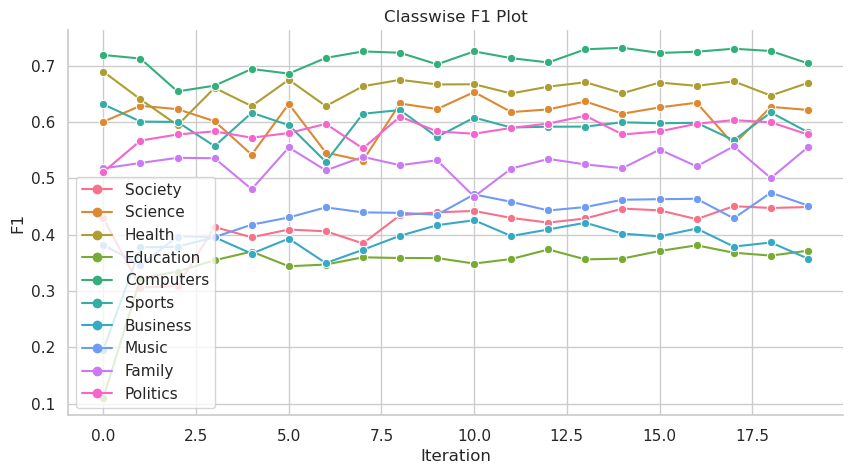 Classwise F1 Plot
F1
0.7
0.6
0.5
0.4
0.3
0.2
0.1
Society
Science
Health
Education
Computers
Sports
Business
Music
Family
Politics
0.0 2.5 5.0 7.5 10.0 12.5 15.0 17.5
Iteration